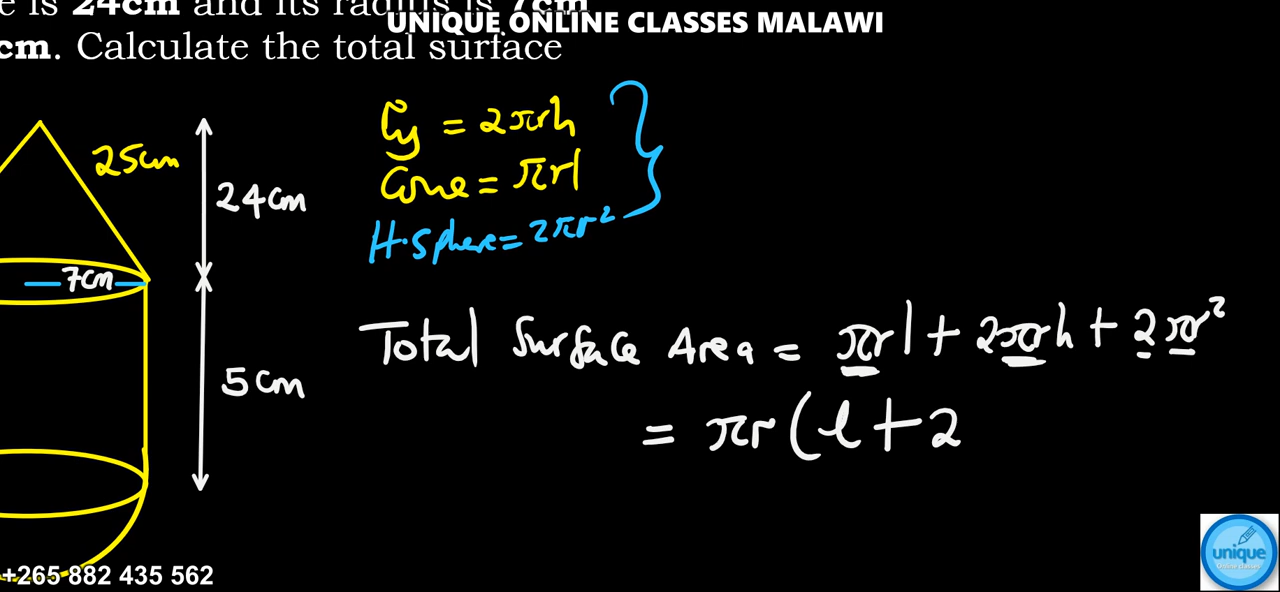 e is 24cm and its radius is 7cm
UNIQUE ONLINE CLASSES MALAWI
cm. Calculate the total surface
25cm
24cm
7cm
5cm
Cy = 2πrh
Cone = πrl
H.Sphere = 2πr²
Total Surface Area = πrl + 2πrh + 2πr²
= πr(l+2
+265 882 435 562
unique
Online classes